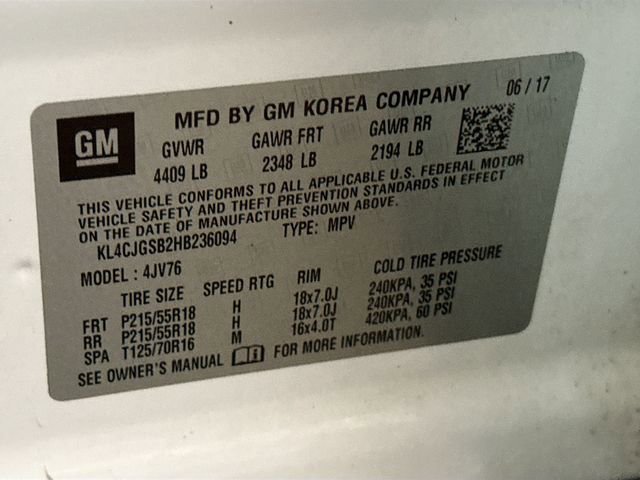 GM
MFD BY GM KOREA COMPANY 06 / 17
GVWR GAWR FRT GAWR RR
4409 LB 2348 LB 2194 LB
THIS VEHICLE CONFORMS TO ALL APPLICABLE U.S. FEDERAL MOTOR
VEHICLE SAFETY AND THEFT PREVENTION STANDARDS IN EFFECT
ON THE DATE OF MANUFACTURE SHOWN ABOVE.
KL4CJGSB2HB236094 TYPE: MPV
MODEL : 4JV76
TIRE SIZE SPEED RTG RIM COLD TIRE PRESSURE
FRT P215/55R18 H 18x7.0J 240KPA, 35 PSI
RR P215/55R18 H 18x7.0J 240KPA, 35 PSI
SPA T125/70R16 M 16x4.0T 420KPA, 60 PSI
SEE OWNER'S MANUAL FOR MORE INFORMATION.